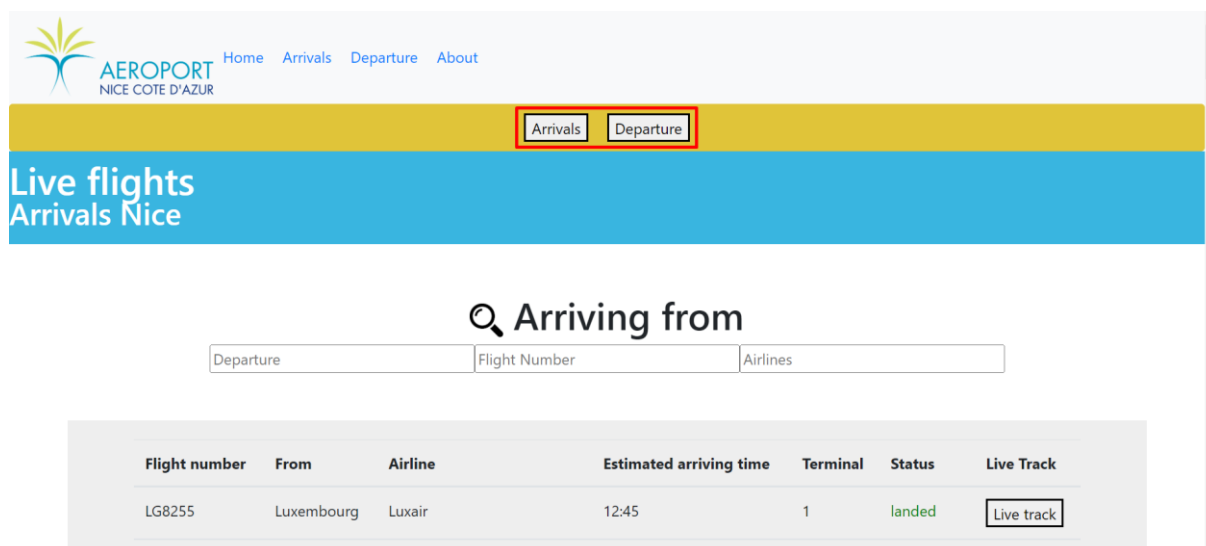 AEROPORT
NICE COTE D'AZUR
Home Arrivals Departure About
Arrivals Departure
Live flights
Arrivals Nice
Arriving from
Departure Flight Number Airlines
Flight number From Airline Estimated arriving time Terminal Status Live Track
LG8255 Luxembourg Luxair 12:45 1 landed Live track